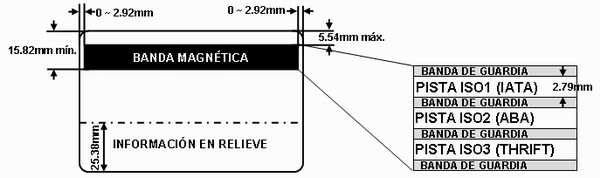 0 ~ 2.92mm
0 ~ 2.92mm
15.82mm mín.
5.54mm máx.
BANDA MAGNÉTICA
BANDA DE GUARDIA
PISTA ISO1 (IATA)
2.79mm
BANDA DE GUARDIA
PISTA ISO2 (ABA)
BANDA DE GUARDIA
PISTA ISO3 (THRIFT)
BANDA DE GUARDIA
25.38mm
INFORMACIÓN EN RELIEVE